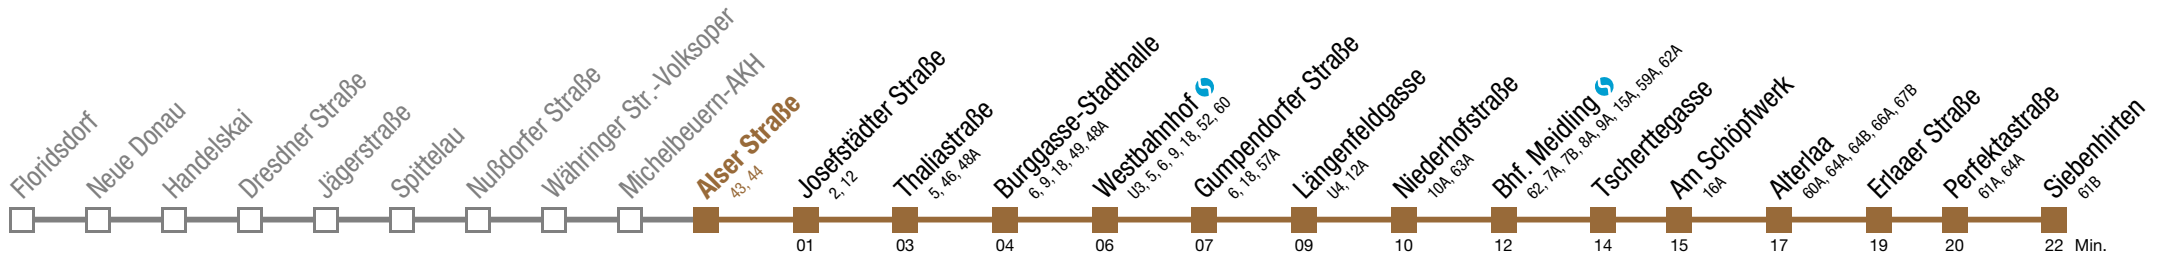 Floridsdorf
Neue Donau
Handelskai
Dresdner Straße
Jägerstraße
Spittelau
Nußdorfer Straße
Währinger Str.-Volksoper
Michelbeuern-AKH
Alser Straße
43, 44
Josefstädter Straße
2, 12
Thaliastraße
5, 46, 48A
Burggasse-Stadthalle
6, 9, 18, 49, 48A
Westbahnhof
U3, 5, 6, 9, 18, 52, 60
Gumpendorfer Straße
6, 18, 57A
Längenfeldgasse
U4, 12A
Niederhofstraße
10A, 63A
Bhf. Meidling
62, 7A, 7B, 8A, 9A, 15A, 59A, 62A
Tscherttegasse
Am Schöpfwerk
16A
Alterlaa
60A, 64A, 64B, 66A, 67B
Erlaaer Straße
Perfektastraße
61A, 64A
Siebenhirten
61B
01 03 04 06 07 09 10 12 14 15 17 19 20 22 Min.